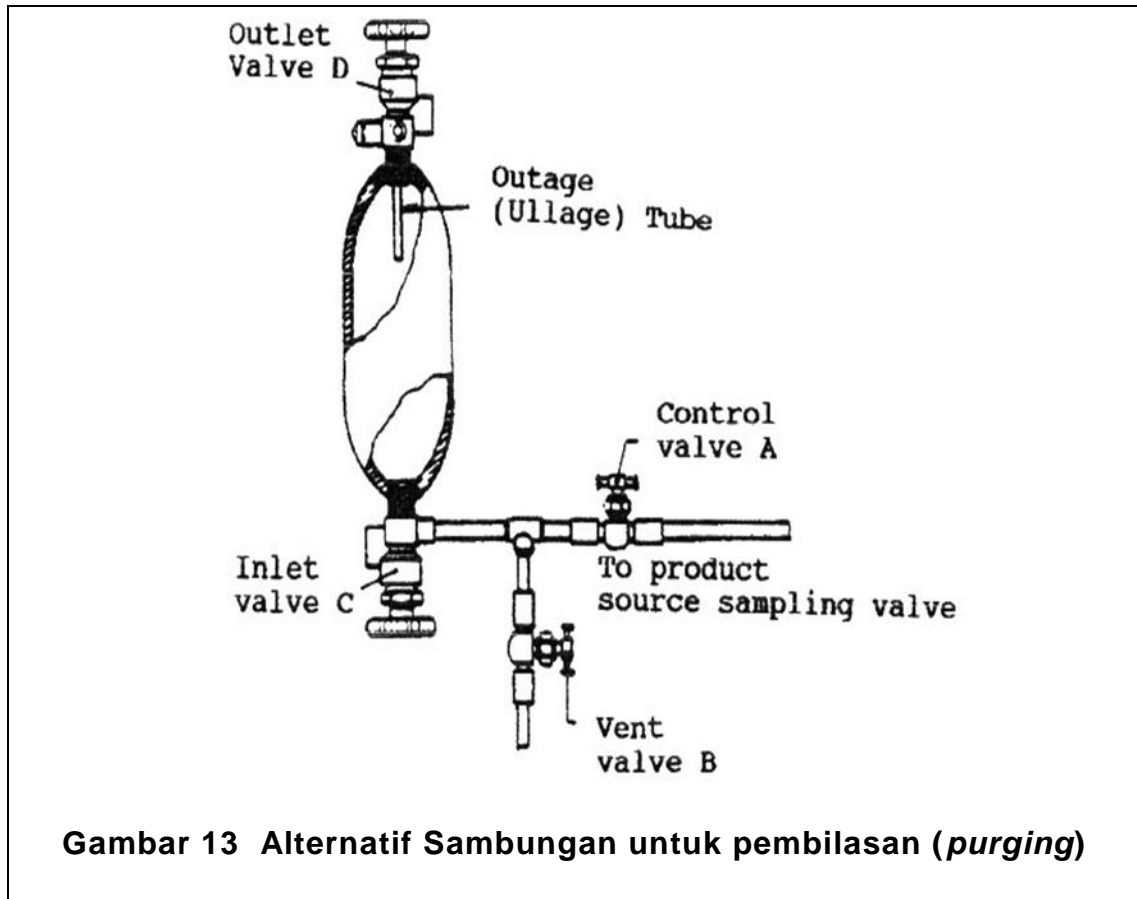 Outlet
Valve D
Outage
(Ullage) Tube
Control
valve A
Inlet
valve C
To product
source sampling valve
Vent
valve B
Gambar 13 Alternatif Sambungan untuk pembilasan (purging)